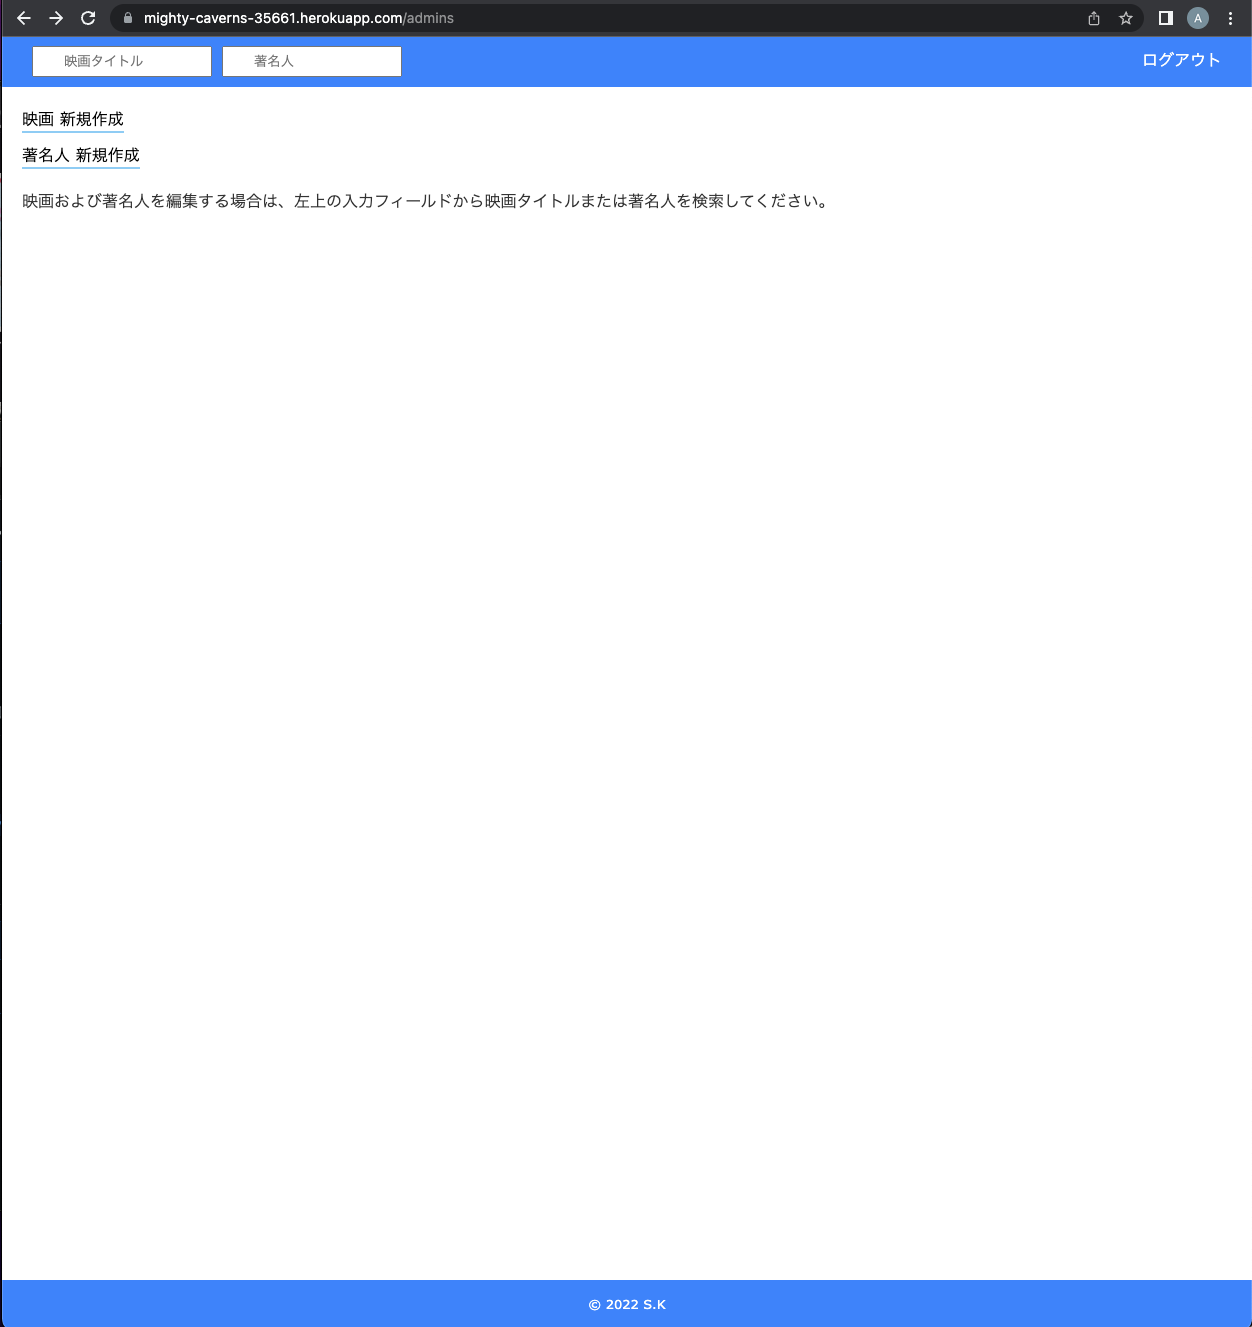 mighty-caverns-35661.herokuapp.com/admins
A
映画タイトル
著名人
ログアウト
映画 新規作成
著名人 新規作成
映画および著名人を編集する場合は、左上の入力フィールドから映画タイトルまたは著名人を検索してください。
© 2022 S.K